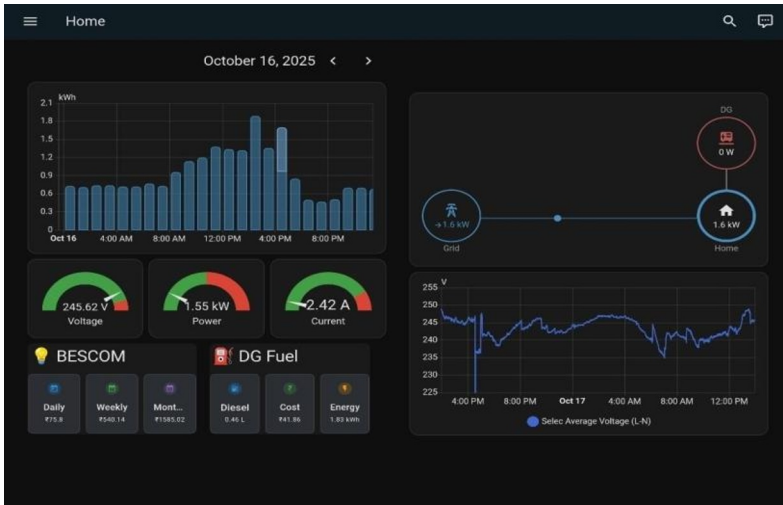 Home
October 16, 2025
kWh
2.1
1.8
1.5
1.2
0.9
0.6
0.3
0
Oct 16 4:00 AM 8:00 AM 12:00 PM 4:00 PM 8:00 PM
DG
0 W
→1.6 kW
Grid
1.6 kW
Home
245.62 V
Voltage
1.55 kW
Power
-2.42 A
Current
V
255
250
245
240
235
230
225
4:00 PM 8:00 PM Oct 17 4:00 AM 8:00 AM 12:00 PM
Selec Average Voltage (L-N)
BESCOM
Daily
₹75.8
Weekly
₹540.14
Mont...
₹1585.02
DG Fuel
Diesel
0.46 L
Cost
₹41.86
Energy
1.83 kWh